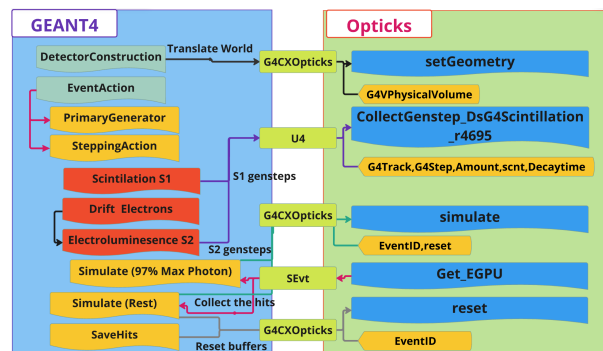 GEANT4
Opticks
DetectorConstruction
Translate World
G4CXOpticks
setGeometry
EventAction
G4VPhysicalVolume
PrimaryGenerator
SteppingAction
U4
CollectGenstep_DsG4Scintillation
_r4695
G4Track,G4Step,Amount,scnt,Decaytime
Scintilation S1
S1 gensteps
Drift Electrons
G4CXOpticks
simulate
Electroluminesence S2
S2 gensteps
EventID,reset
Simulate (97% Max Photon)
SEvt
Get_EGPU
Simulate (Rest)
Collect the hits
reset
SaveHits
G4CXOpticks
Reset buffers
EventID